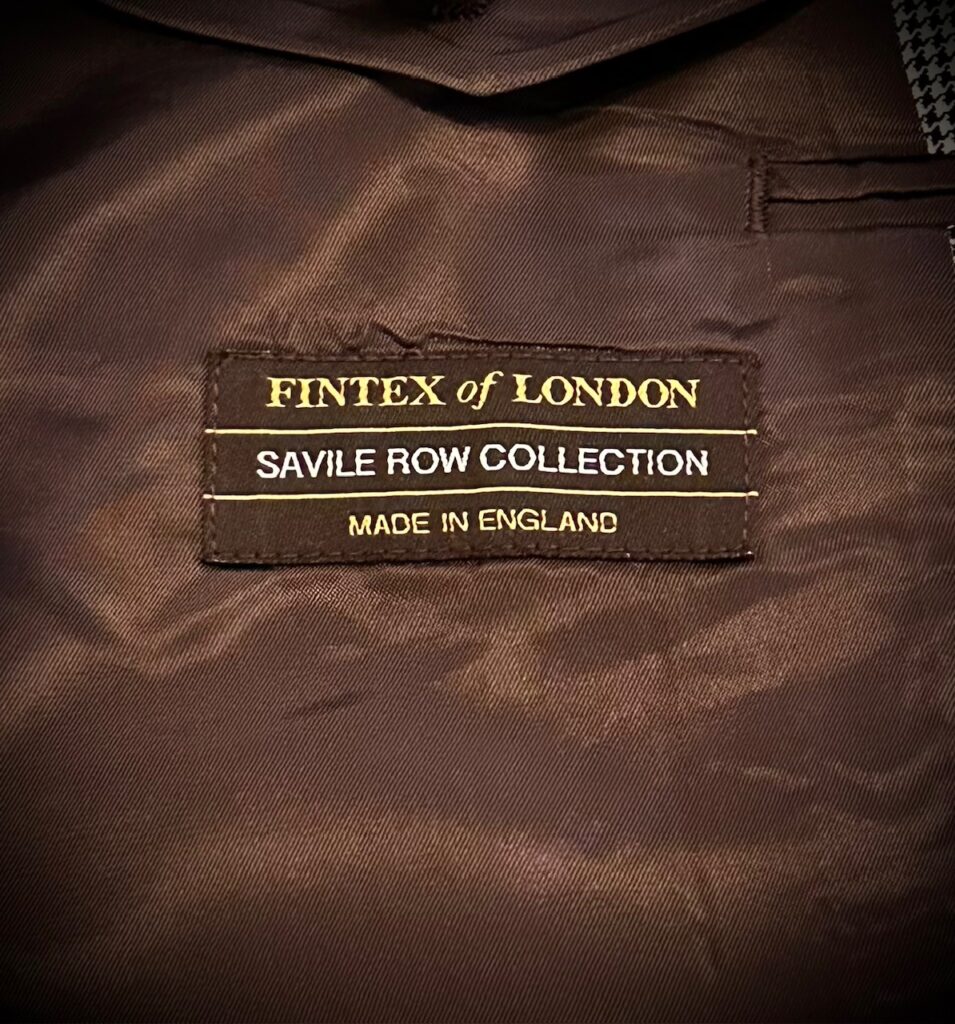 FINTEX of LONDON
SAVILE ROW COLLECTION
MADE IN ENGLAND